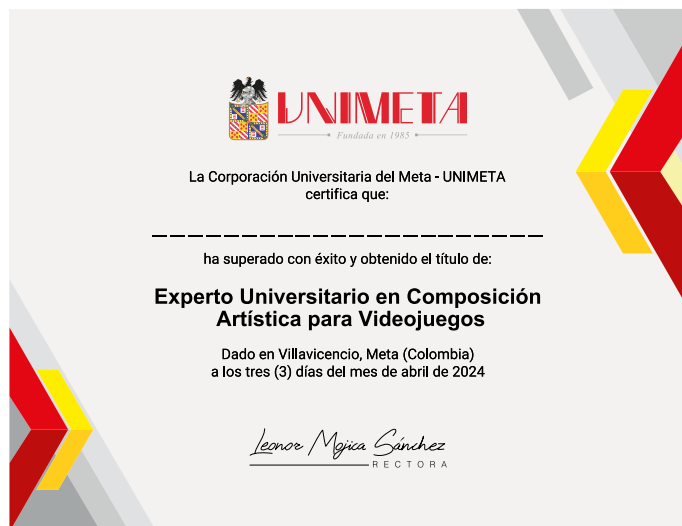 UNIMETA
Fundada en 1985
La Corporación Universitaria del Meta - UNIMETA
certifica que:
ha superado con éxito y obtenido el título de:
Experto Universitario en Composición
Artística para Videojuegos
Dado en Villavicencio, Meta (Colombia)
a los tres (3) días del mes de abril de 2024
Leonor Mojica Sánchez
RECTORA